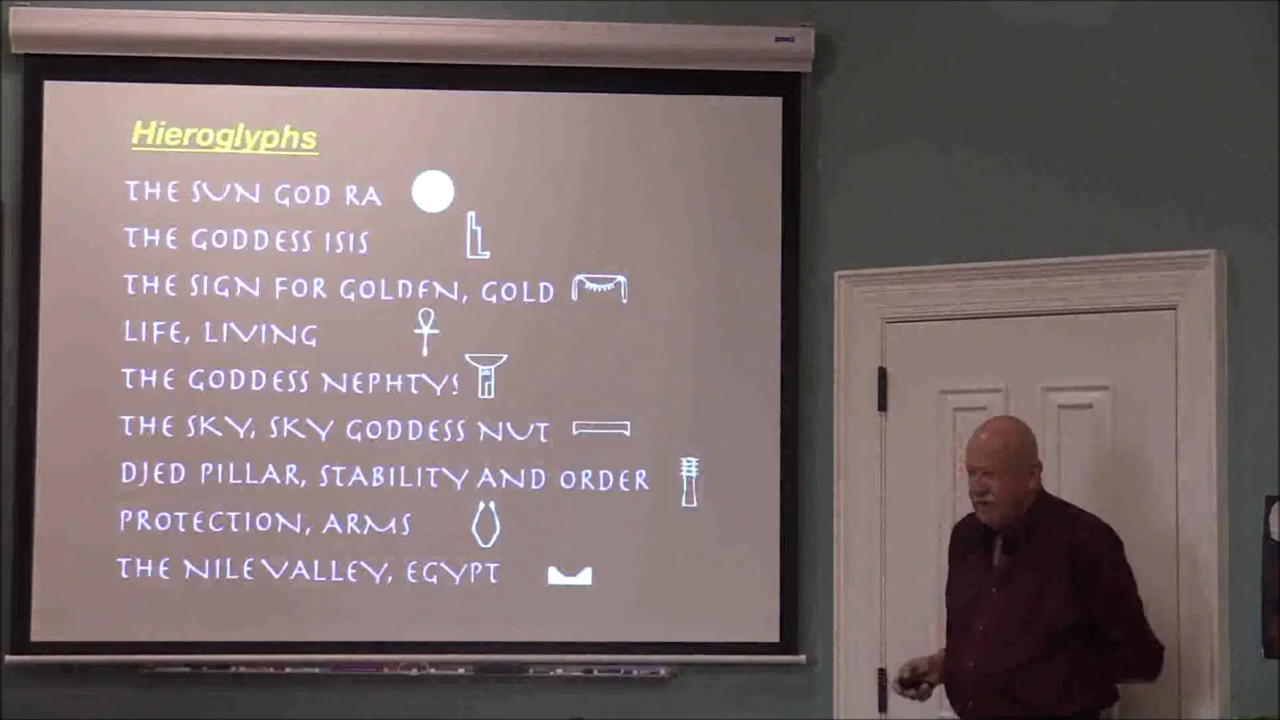 Hieroglyphs
THE SUN GOD RA
THE GODDESS ISIS
THE SIGN FOR GOLDEN, GOLD
LIFE, LIVING
THE GODDESS NEPHTYS
THE SKY, SKY GODDESS NUT
DJED PILLAR, STABILITY AND ORDER
PROTECTION, ARMS
THE NILE VALLEY, EGYPT